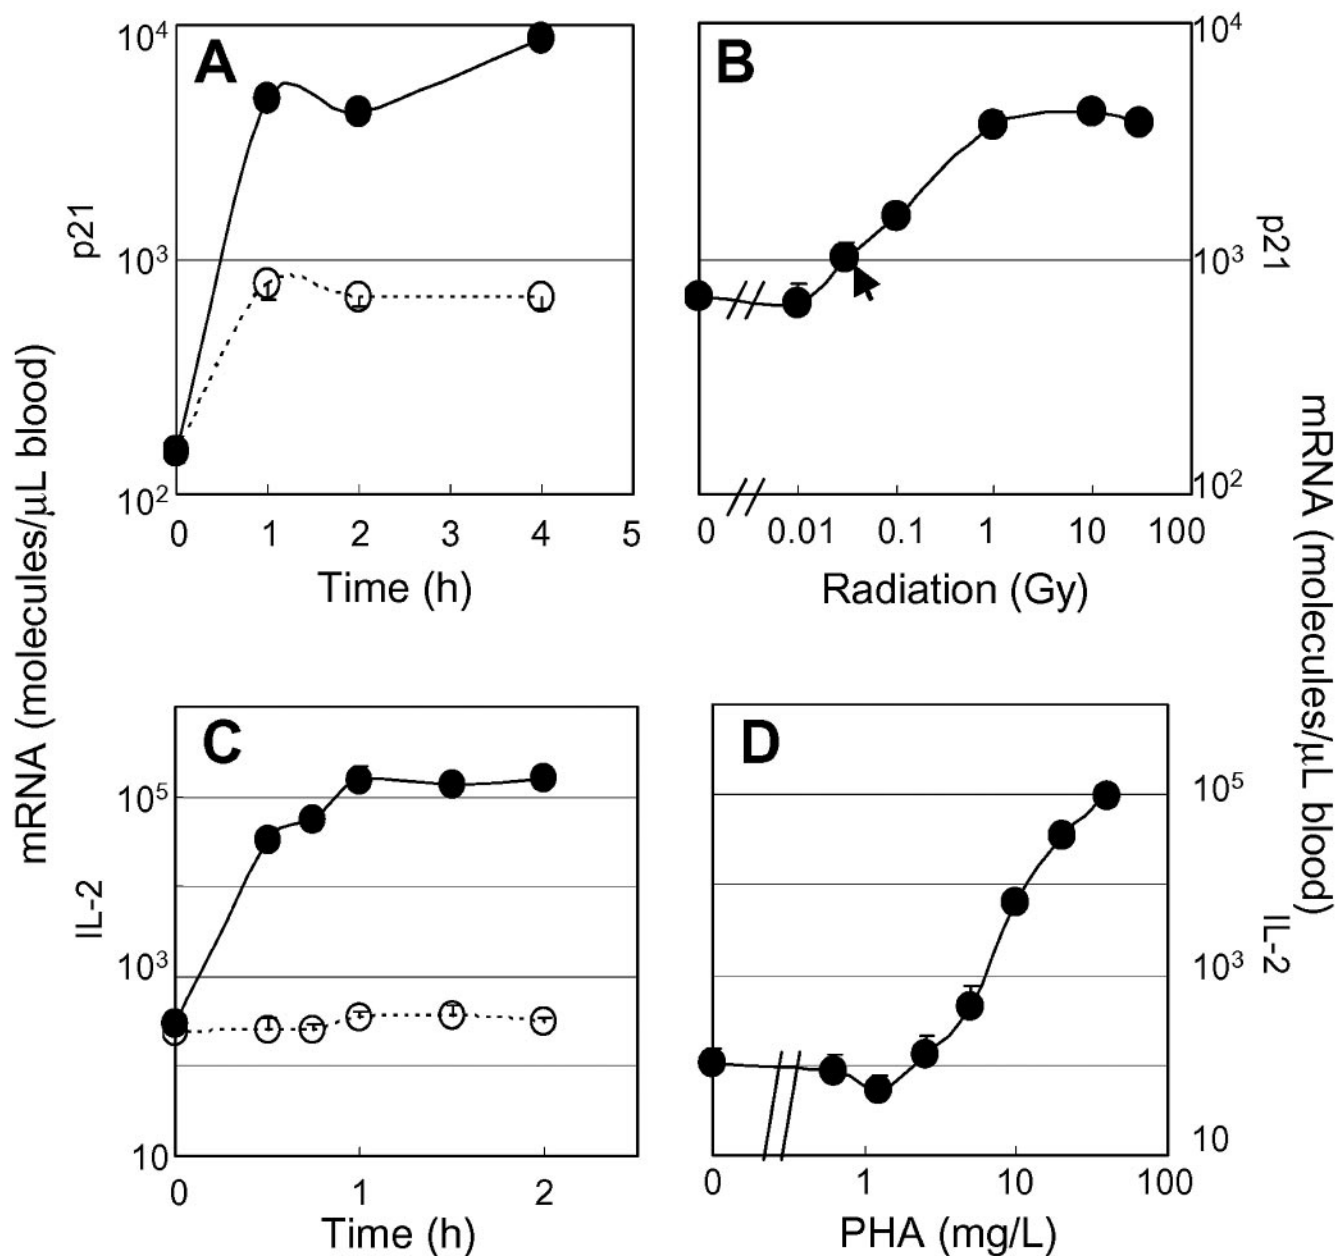 A
10⁴
10³
10²
p21
0 1 2 3 4 5
Time (h)
B
10⁴
10³
10²
p21
0 0.01 0.1 1 10 100
Radiation (Gy)
mRNA (molecules/μL blood)
mRNA (molecules/μL blood)
C
10⁵
10³
10
IL-2
0 1 2
Time (h)
D
10⁵
10³
10
IL-2
0 1 10 100
PHA (mg/L)